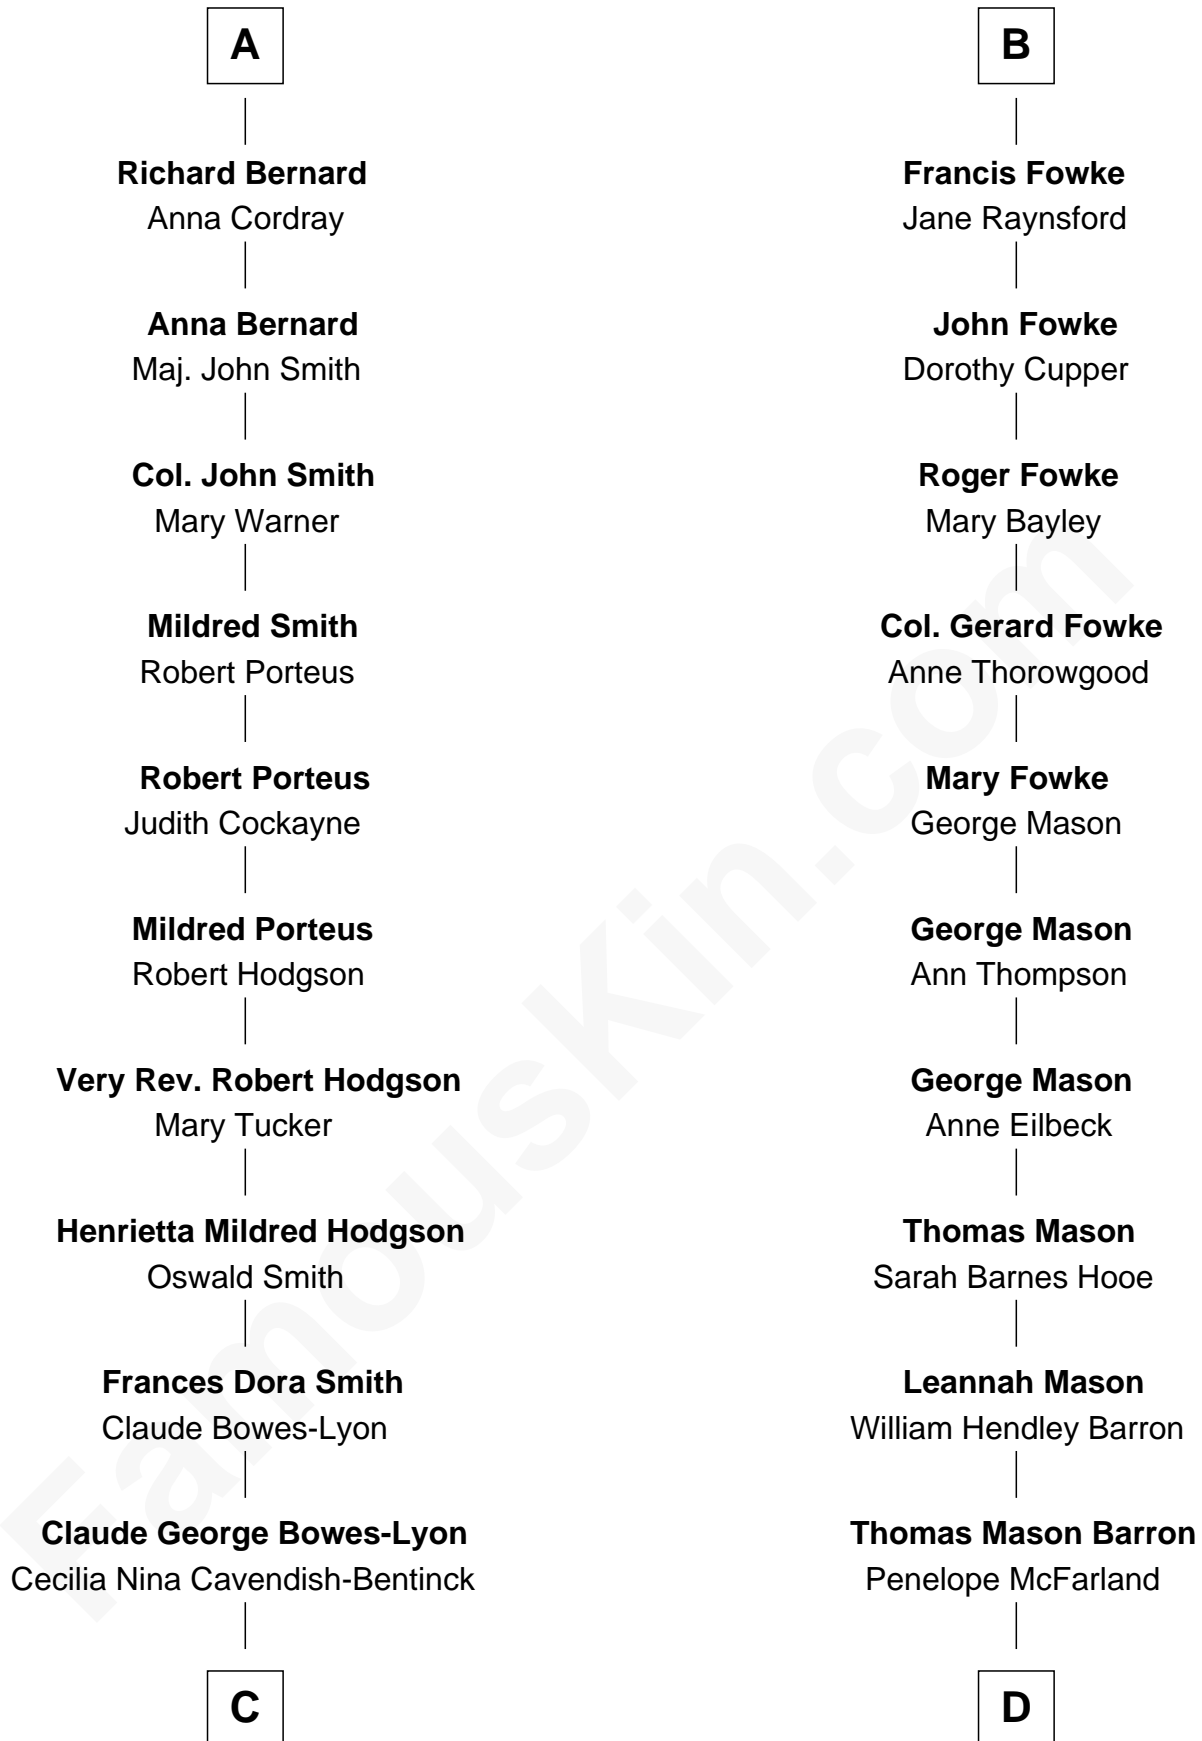 A
Richard Bernard
Anna Cordray
Anna Bernard
Maj. John Smith
Col. John Smith
Mary Warner
Mildred Smith
Robert Porteus
Robert Porteus
Judith Cockayne
Mildred Porteus
Robert Hodgson
Very Rev. Robert Hodgson
Mary Tucker
Henrietta Mildred Hodgson
Oswald Smith
Frances Dora Smith
Claude Bowes-Lyon
Claude George Bowes-Lyon
Cecilia Nina Cavendish-Bentinck
C
B
Francis Fowke
Jane Raynsford
John Fowke
Dorothy Cupper
Roger Fowke
Mary Bayley
Col. Gerard Fowke
Anne Thorowgood
Mary Fowke
George Mason
George Mason
Ann Thompson
George Mason
Anne Eilbeck
Thomas Mason
Sarah Barnes Hooe
Leannah Mason
William Hendley Barron
Thomas Mason Barron
Penelope McFarland
D
FamousKin.com